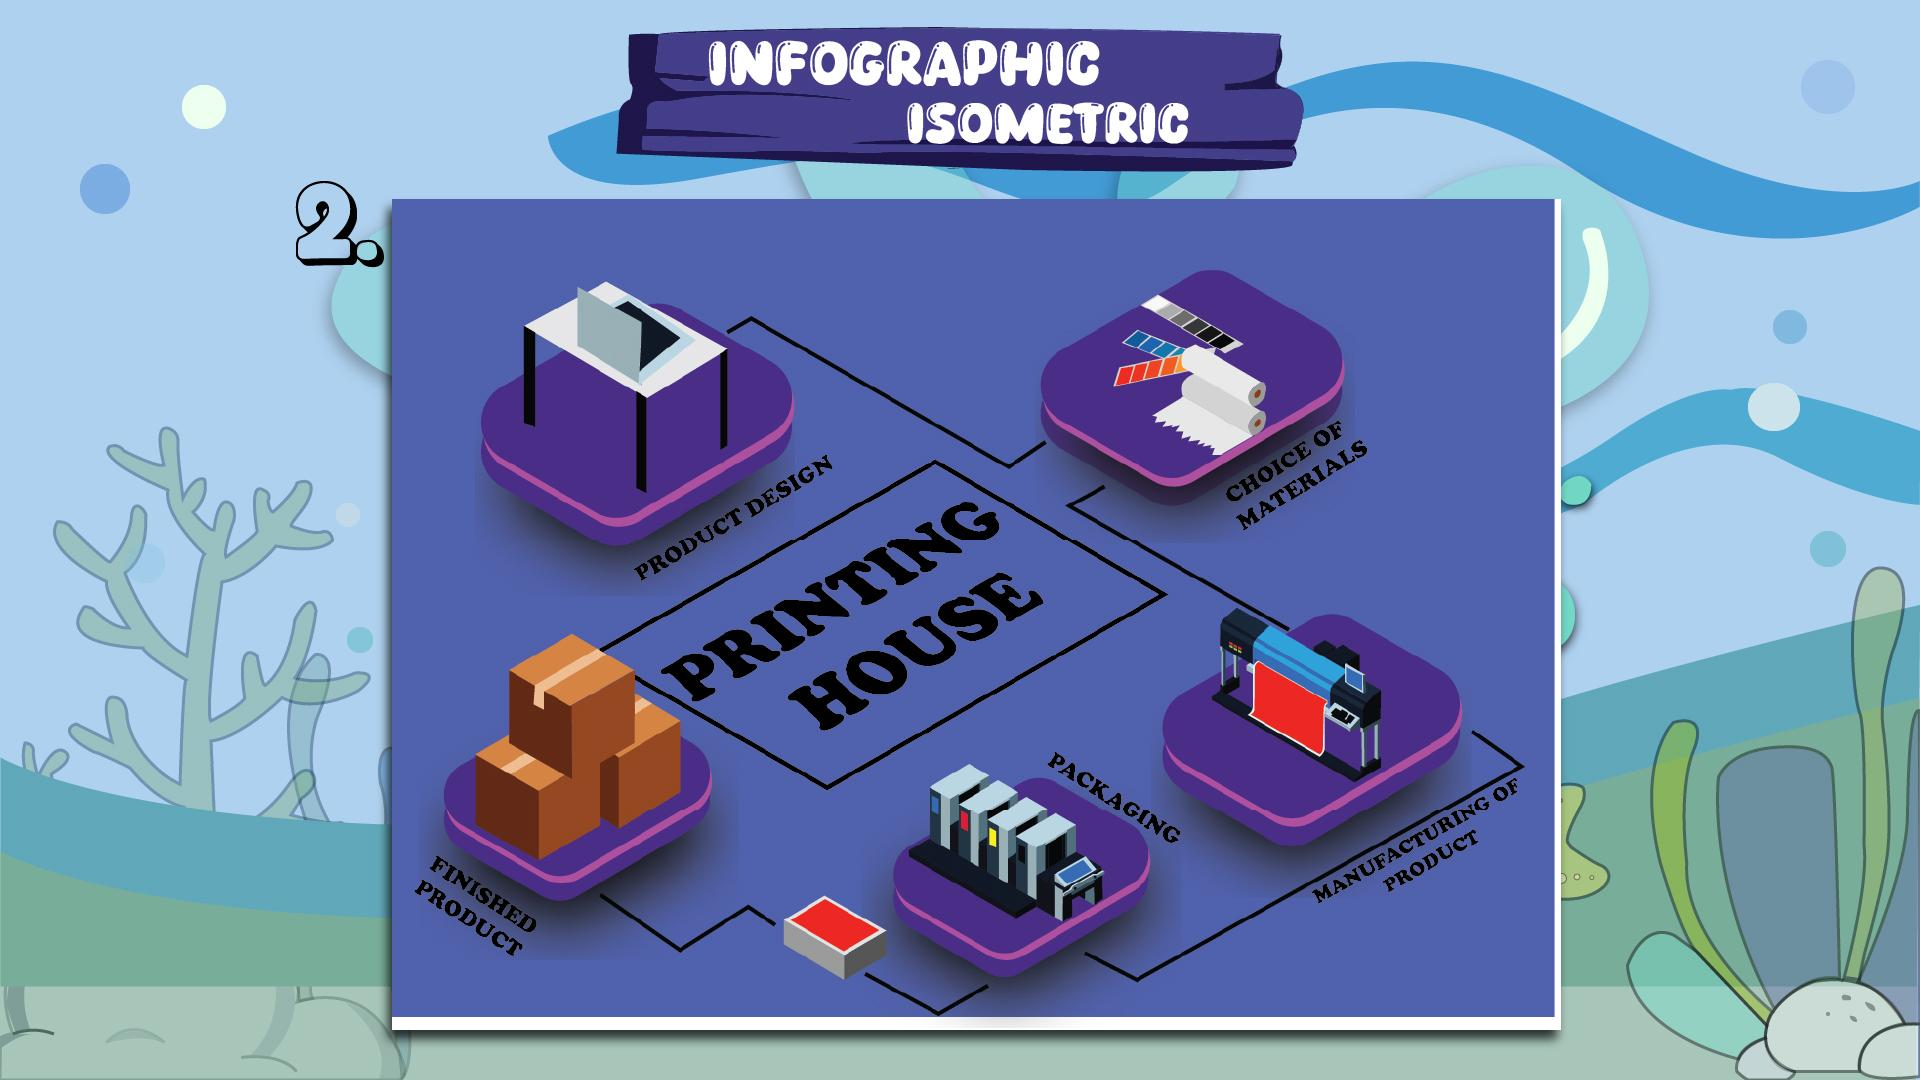 INFOGRAPHIC
ISOMETRIC
2.
PRODUCT DESIGN
CHOICE OF
MATERIALS
PRINTING
HOUSE
PACKAGING
MANUFACTURING OF
PRODUCT
FINISHED
PRODUCT